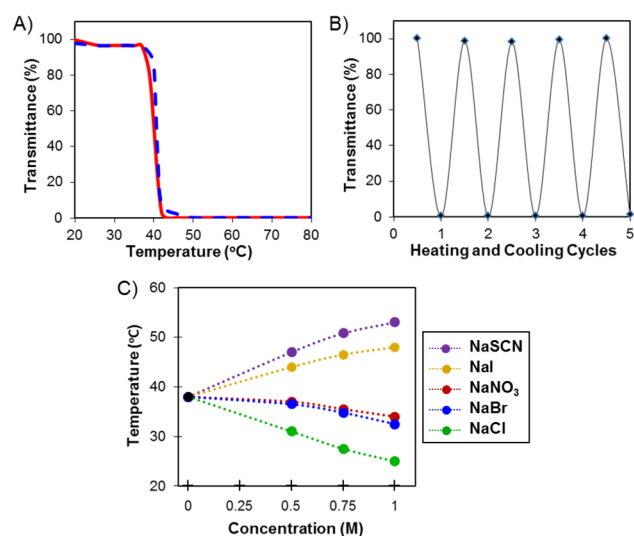 A)
Transmittance (%)
100
80
60
40
20
0
20 30 40 50 60 70 80
Temperature (ºC)
B)
Transmittance (%)
100
80
60
40
20
0
0 1 2 3 4 5
Heating and Cooling Cycles
C)
Temperature (ºC)
60
50
40
30
20
0 0.25 0.5 0.75 1
Concentration (M)
NaSCN
NaI
NaNO₃
NaBr
NaCl